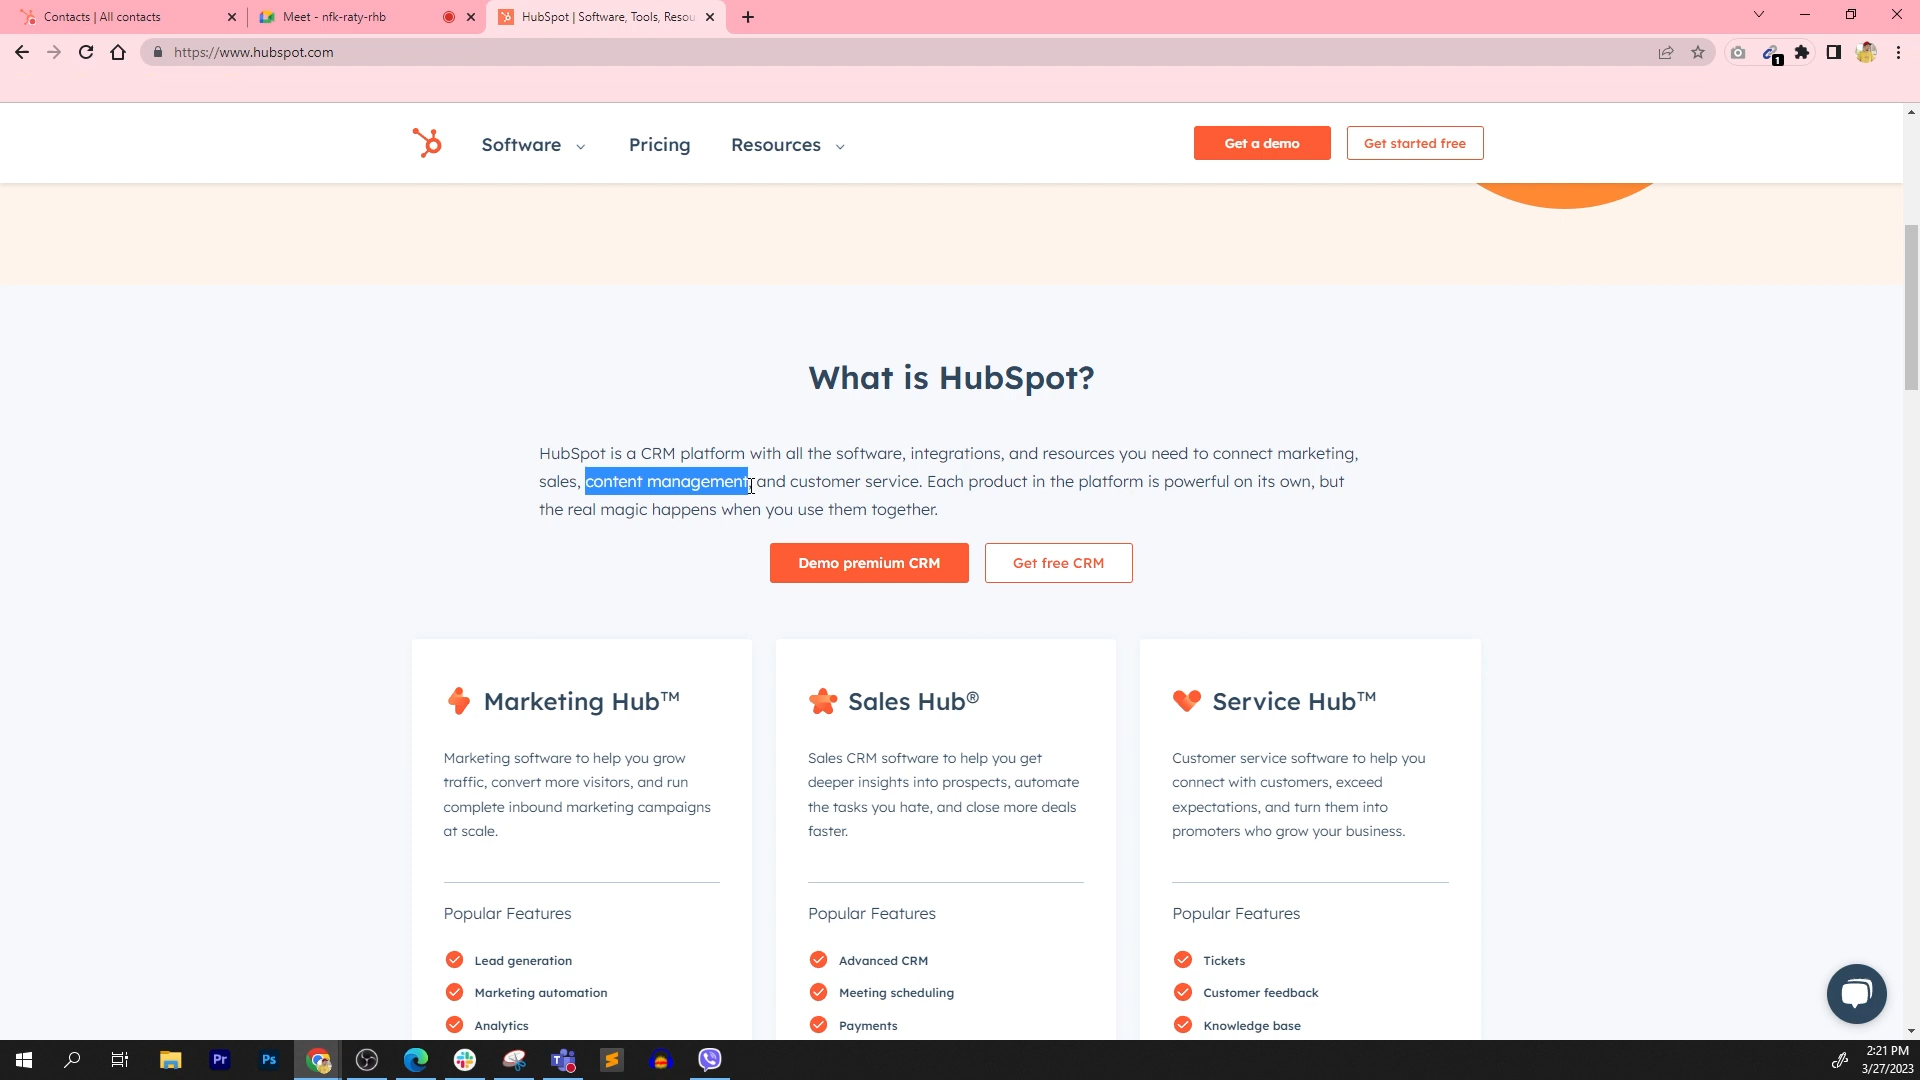 Contacts | All contacts
Meet - nfk-raty-rhb
HubSpot | Software, Tools, Resou
https://www.hubspot.com
1
Software
Pricing
Resources
Get a demo
Get started free
What is HubSpot?
HubSpot is a CRM platform with all the software, integrations, and resources you need to connect marketing,
sales, content management, and customer service. Each product in the platform is powerful on its own, but
the real magic happens when you use them together.
Demo premium CRM
Get free CRM
Marketing Hub™
Marketing software to help you grow
traffic, convert more visitors, and run
complete inbound marketing campaigns
at scale.
Popular Features
Lead generation
Marketing automation
Analytics
Sales Hub®
Sales CRM software to help you get
deeper insights into prospects, automate
the tasks you hate, and close more deals
faster.
Popular Features
Advanced CRM
Meeting scheduling
Payments
Service Hub™
Customer service software to help you
connect with customers, exceed
expectations, and turn them into
promoters who grow your business.
Popular Features
Tickets
Customer feedback
Knowledge base
Pr
Ps
2:21 PM
3/27/2023